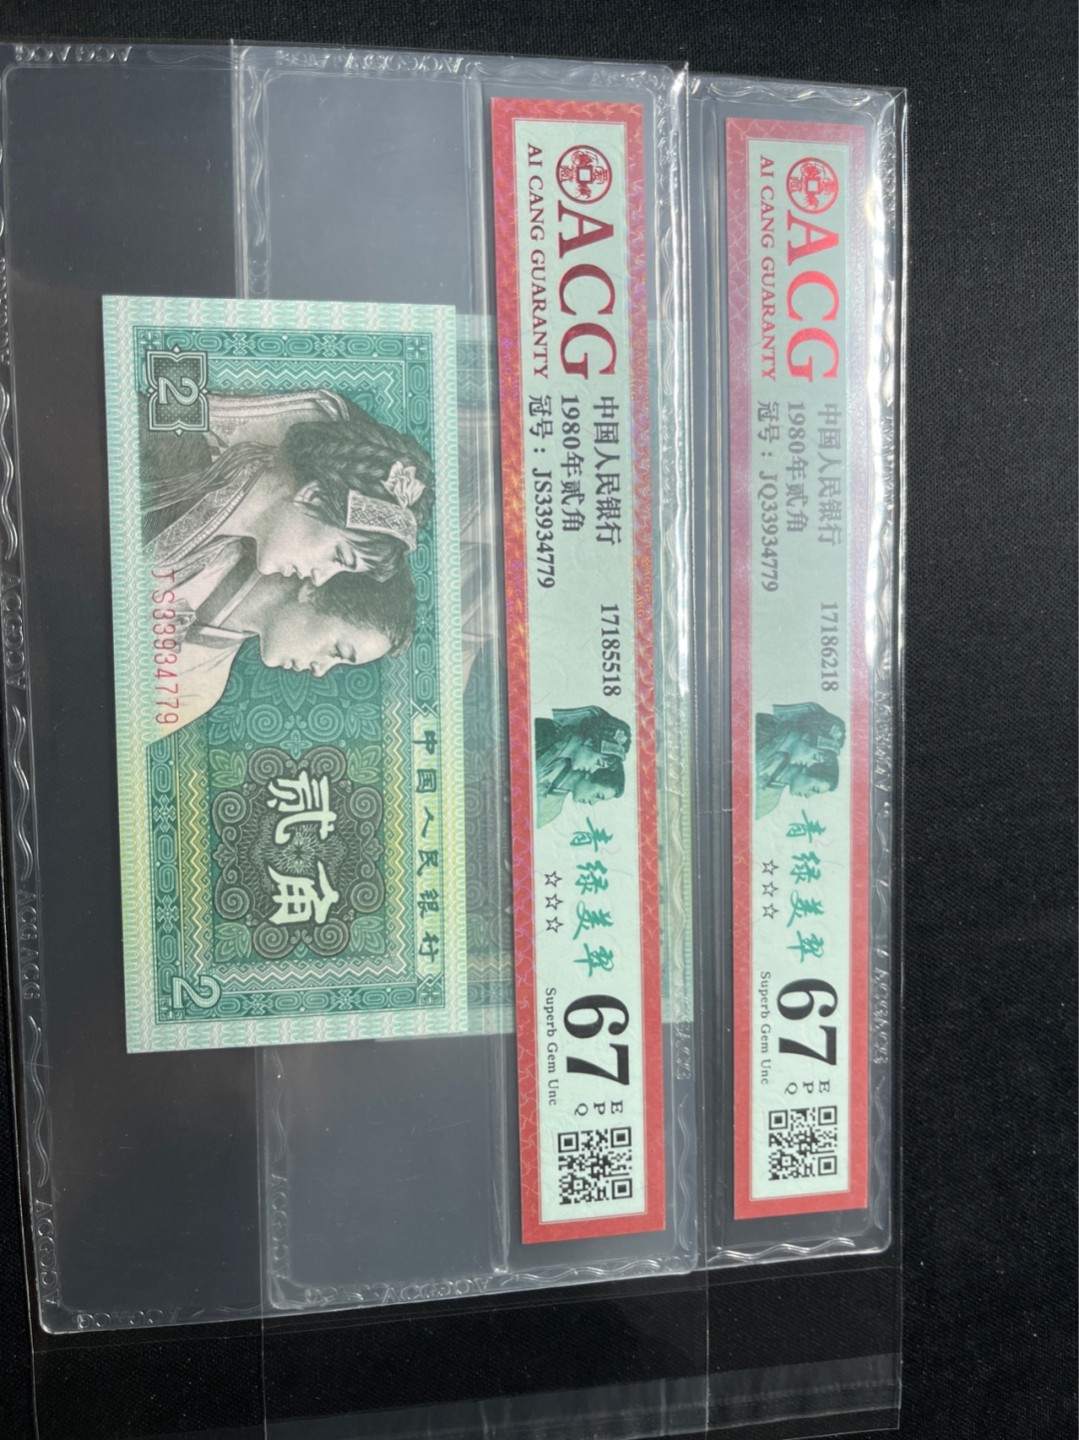 ACG
AI CANG GUARANTY
中国人民银行 17186218
1980年贰角
冠号：JQ33934779
青绿美翠
☆☆☆
67
EPQ
Superb Gem Unc
ACG
AI CANG GUARANTY
中国人民银行 17185518
1980年贰角
冠号：JS33934779
青绿美翠
☆☆☆
67
EPQ
Superb Gem Unc
中国人民银行
2
贰角
JS33934779
2